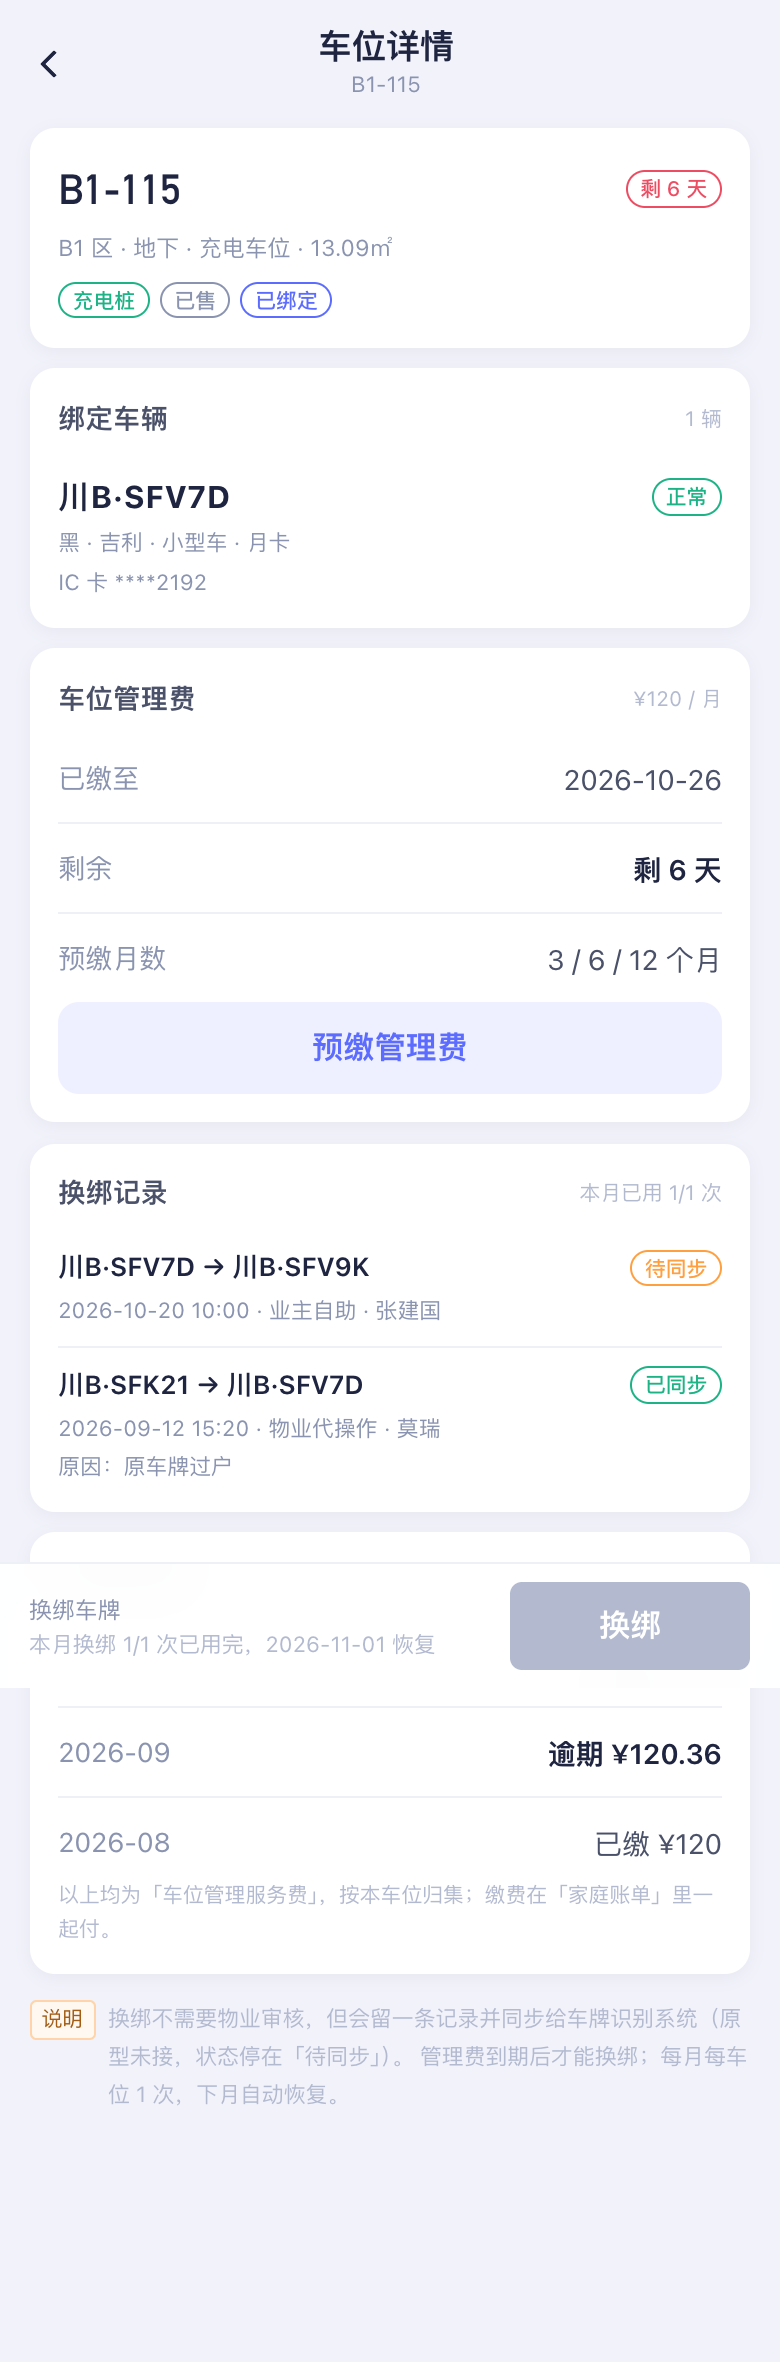 车位详情
B1-115
B1-115
剩 6 天
B1 区 · 地下 · 充电车位 · 13.09㎡
充电桩
已售
已绑定
绑定车辆
1 辆
川B·SFV7D
正常
黑 · 吉利 · 小型车 · 月卡
IC 卡 ****2192
车位管理费
¥120 / 月
已缴至
2026-10-26
剩余
剩 6 天
预缴月数
3 / 6 / 12 个月
预缴管理费
换绑记录
本月已用 1/1 次
川B·SFV7D → 川B·SFV9K
待同步
2026-10-20 10:00 · 业主自助 · 张建国
川B·SFK21 → 川B·SFV7D
已同步
2026-09-12 15:20 · 物业代操作 · 莫瑞
原因：原车牌过户
换绑车牌
本月换绑 1/1 次已用完，2026-11-01 恢复
换绑
2026-09
逾期 ¥120.36
2026-08
已缴 ¥120
以上均为「车位管理服务费」，按本车位归集；缴费在「家庭账单」里一
起付。
说明
换绑不需要物业审核，但会留一条记录并同步给车牌识别系统（原
型未接，状态停在「待同步」）。 管理费到期后才能换绑；每月每车
位 1 次，下月自动恢复。